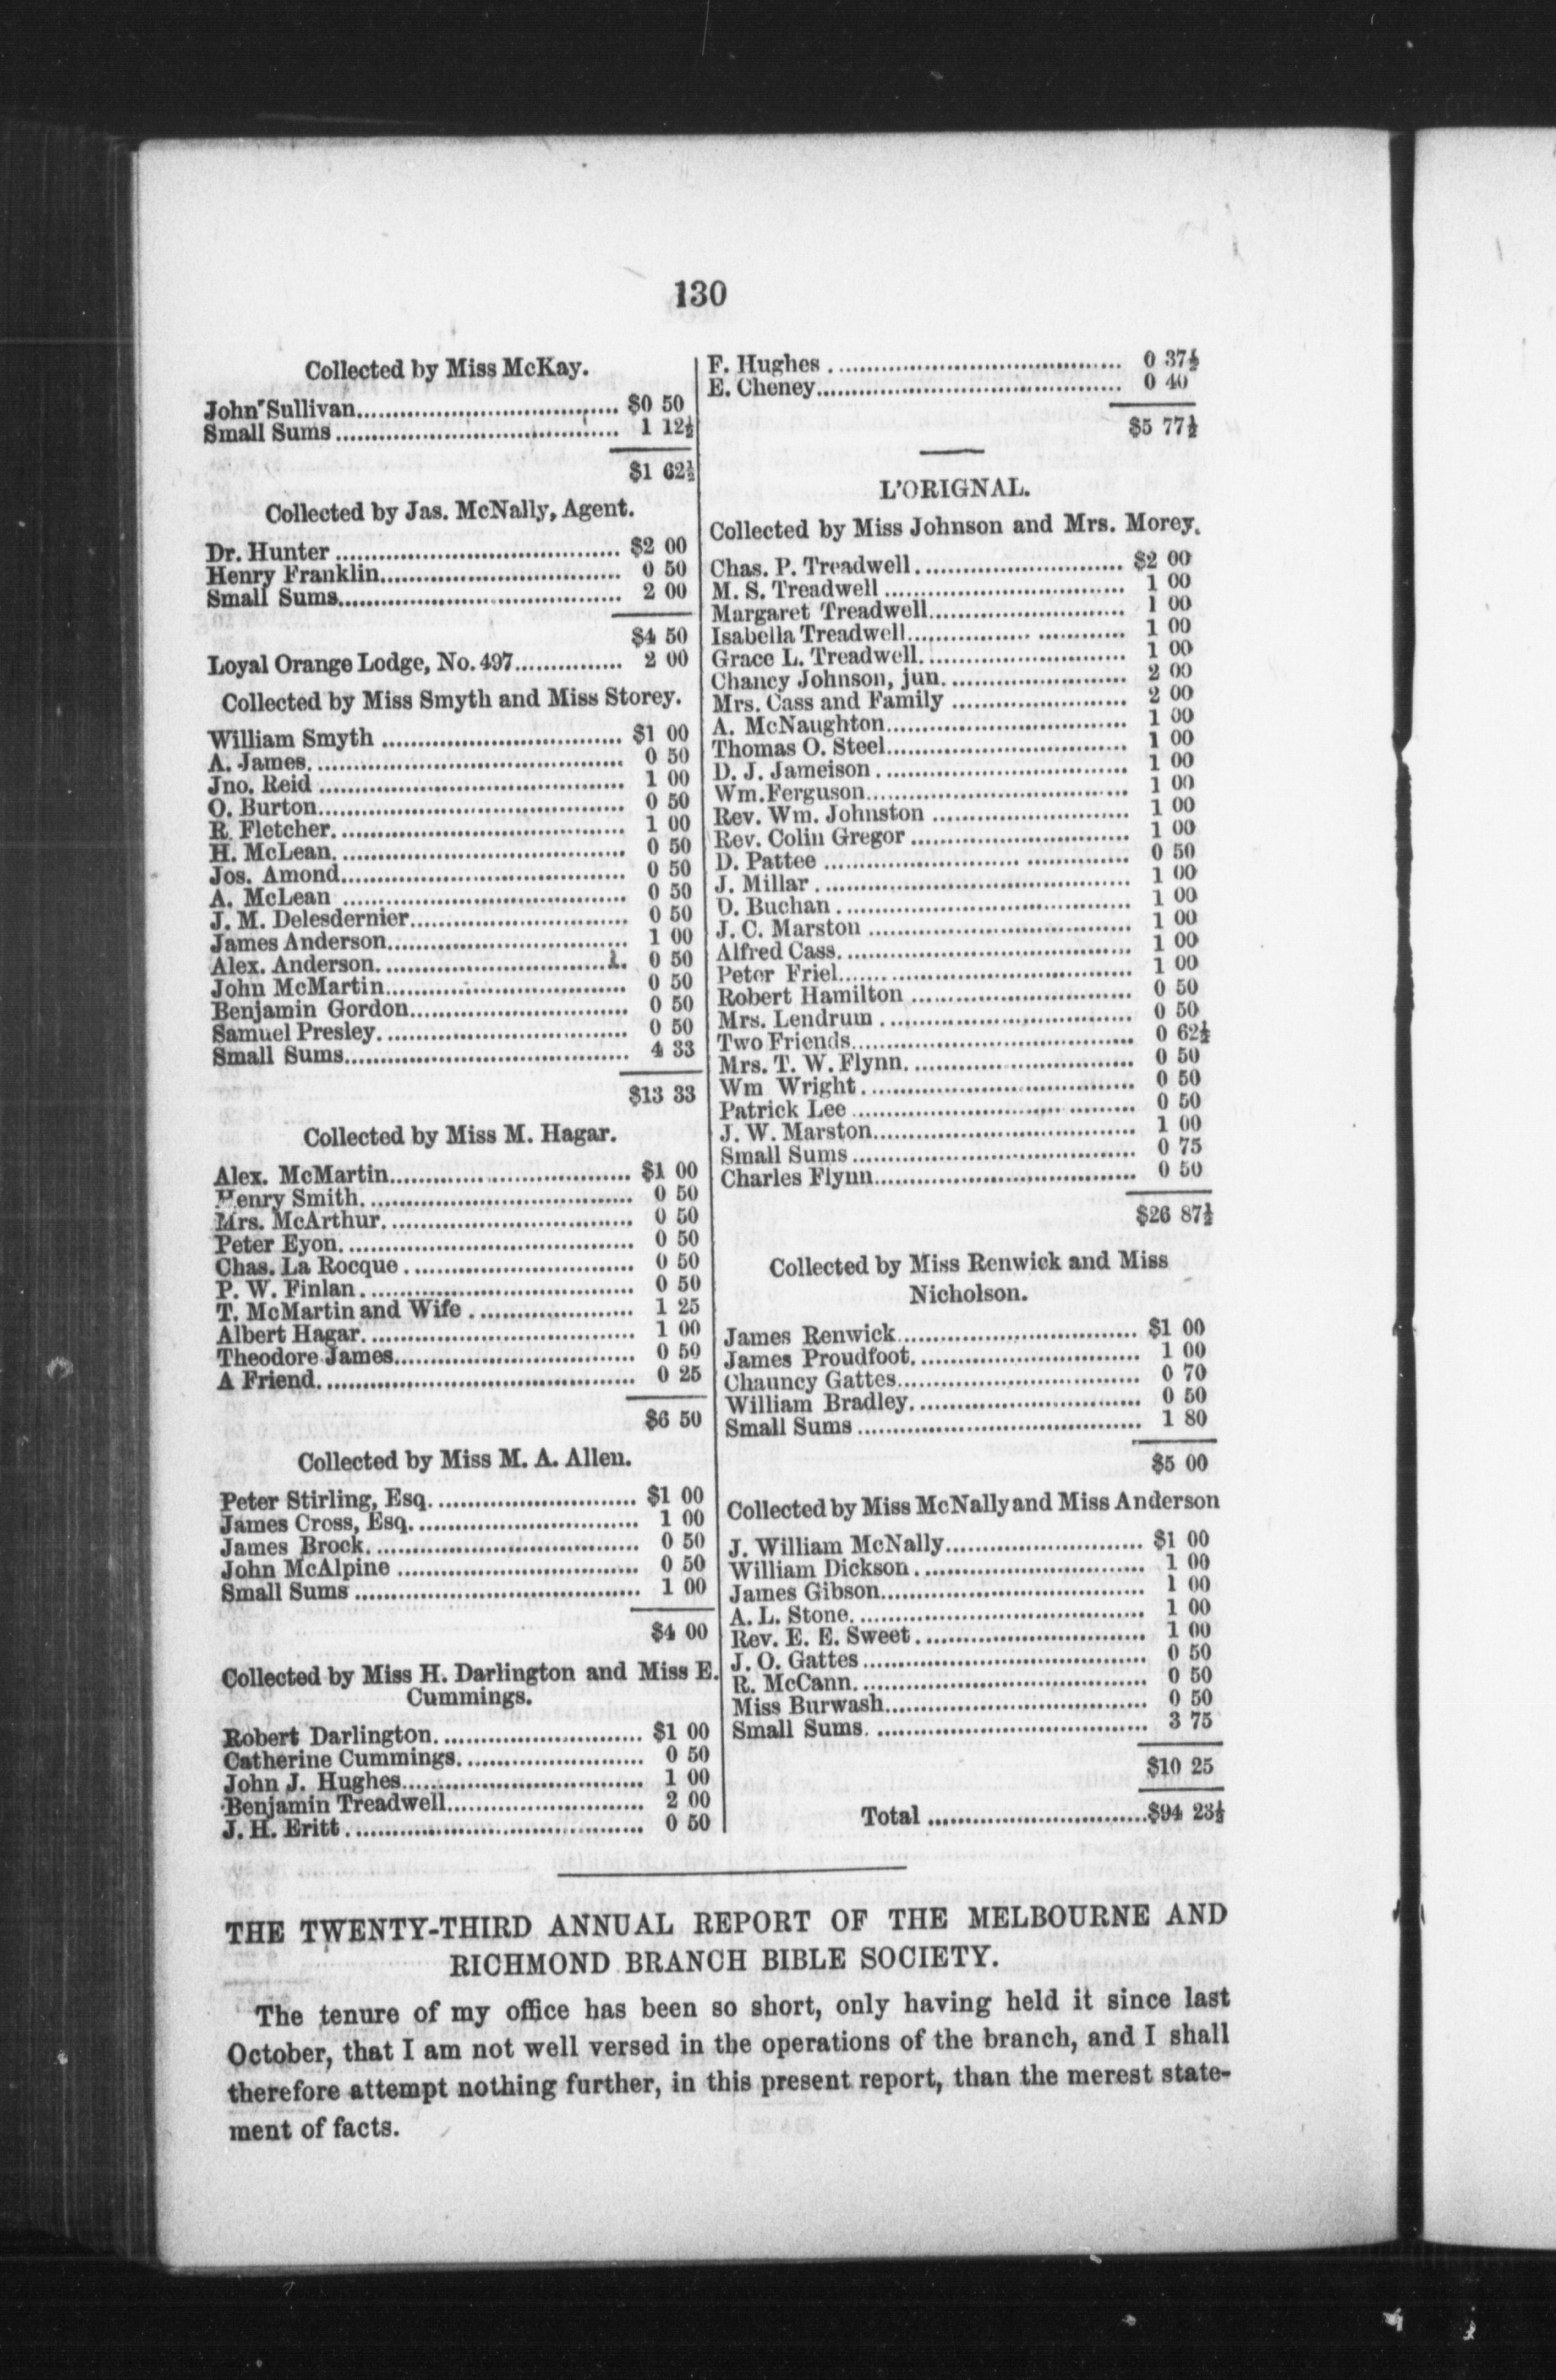 130
Collected by Miss McKay.
John Sullivan.................................... $0 50
Small Sums....................................... 1 12½
$1 62½
Collected by Jas. McNally, Agent.
Dr. Hunter....................................... $2 00
Henry Franklin................................. 0 50
Small Sums....................................... 2 00
$4 50
Loyal Orange Lodge, No. 497............... 2 00
Collected by Miss Smyth and Miss Storey.
William Smyth ................................. $1 00
A. James........................................... 0 50
Jno. Reid .......................................... 1 00
O. Burton.......................................... 0 50
R. Fletcher......................................... 1 00
H. McLean......................................... 0 50
Jos. Amond........................................ 0 50
A. McLean ........................................ 0 50
J. M. Delesdernier.............................. 0 50
James Anderson................................. 1 00
Alex. Anderson.................................. 0 50
John McMartin.................................. 0 50
Benjamin Gordon.............................. 0 50
Samuel Presley................................... 0 50
Small Sums........................................ 4 33
$13 33
Collected by Miss M. Hagar.
Alex. McMartin.................................. $1 00
Henry Smith...................................... 0 50
Mrs. McArthur................................... 0 50
Peter Eyon......................................... 0 50
Chas. La Rocque................................ 0 50
P. W. Finlan....................................... 0 50
T. McMartin and Wife ....................... 1 25
Albert Hagar...................................... 1 00
Theodore James................................. 0 50
A Friend............................................ 0 25
$6 50
Collected by Miss M. A. Allen.
Peter Stirling, Esq.............................. $1 00
James Cross, Esq................................ 1 00
James Brock....................................... 0 50
John McAlpine .................................. 0 50
Small Sums ....................................... 1 00
$4 00
Collected by Miss H. Darlington and Miss E.
Cummings.
Robert Darlington.............................. $1 00
Catherine Cummings.......................... 0 50
John J. Hughes.................................. 1 00
Benjamin Treadwell............................ 2 00
J. H. Eritt.......................................... 0 50
F. Hughes ......................................... 0 37½
E. Cheney.......................................... 0 40
$5 77½
L'ORIGNAL.
Collected by Miss Johnson and Mrs. Morey.
Chas. P. Treadwell............................. $2 00
M. S. Treadwell ................................. 1 00
Margaret Treadwell............................ 1 00
Isabella Treadwell.............................. 1 00
Grace L. Treadwell............................. 1 00
Chancy Johnson, jun.......................... 2 00
Mrs. Cass and Family ........................ 2 00
A. McNaughton.................................. 1 00
Thomas O. Steel................................. 1 00
D. J. Jameison................................... 1 00
Wm. Ferguson.................................... 1 00
Rev. Wm. Johnston ........................... 1 00
Rev. Colin Gregor .............................. 1 00
D. Pattee .......................................... 0 50
J. Millar............................................ 1 00
D. Buchan......................................... 1 00
J. C. Marston .................................... 1 00
Alfred Cass........................................ 1 00
Peter Friel......................................... 1 00
Robert Hamilton ............................... 0 50
Mrs. Lendrum ................................... 0 50
Two Friends....................................... 0 62½
Mrs. T. W. Flynn................................ 0 50
Wm Wright........................................ 0 50
Patrick Lee........................................ 0 50
J. W. Marston.................................... 1 00
Small Sums....................................... 0 75
Charles Flynn.................................... 0 50
$26 87½
Collected by Miss Renwick and Miss
Nicholson.
James Renwick................................. $1 00
James Proudfoot................................ 1 00
Chauncy Gattes.................................. 0 70
William Bradley................................. 0 50
Small Sums ....................................... 1 80
$5 00
Collected by Miss McNally and Miss Anderson
J. William McNally........................... $1 00
William Dickson................................ 1 00
James Gibson..................................... 1 00
A. L. Stone........................................ 1 00
Rev. E. E. Sweet................................ 1 00
J. O. Gattes....................................... 0 50
R. McCann........................................ 0 50
Miss Burwash.................................... 0 50
Small Sums....................................... 3 75
$10 25
Total ..............................$94 23½
THE TWENTY-THIRD ANNUAL REPORT OF THE MELBOURNE AND
RICHMOND BRANCH BIBLE SOCIETY.
The tenure of my office has been so short, only having held it since last
October, that I am not well versed in the operations of the branch, and I shall
therefore attempt nothing further, in this present report, than the merest state-
ment of facts.